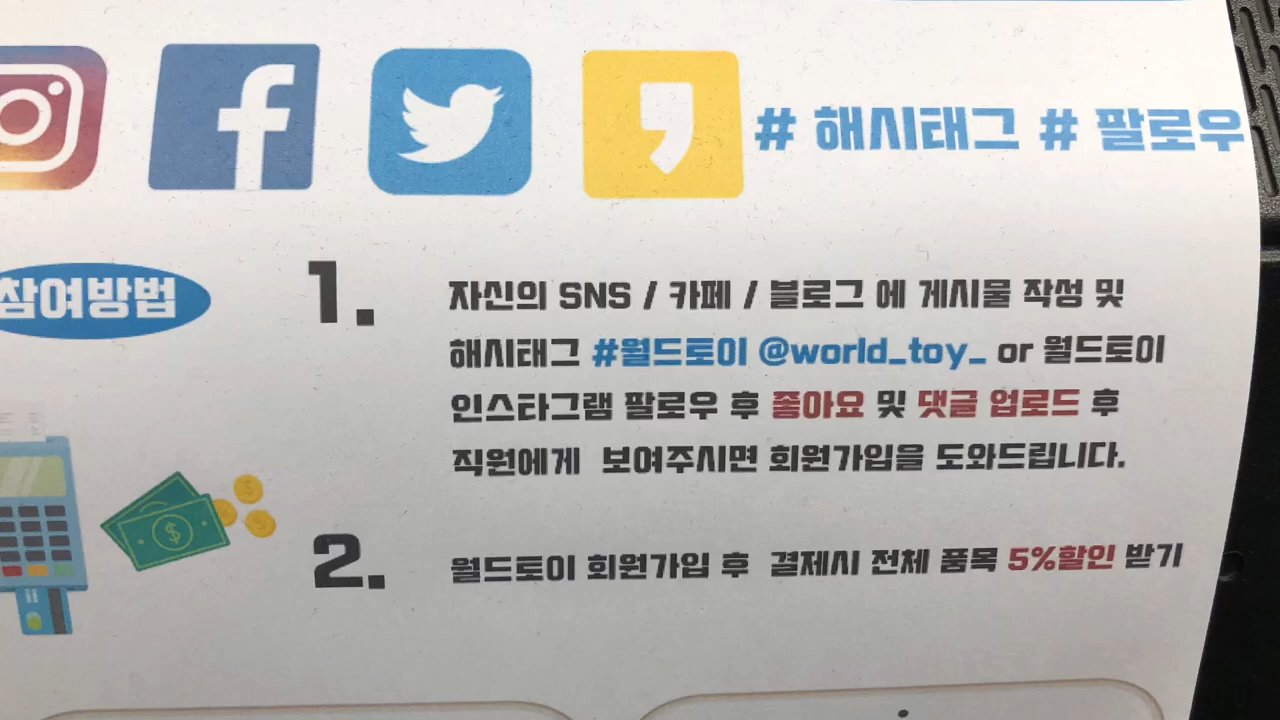 # 해시태그 # 팔로우
참여방법
1. 자신의 SNS / 카페 / 블로그 에 게시물 작성 및
해시태그 #월드토이 @world_toy_ or 월드토이
인스타그램 팔로우 후 좋아요 및 댓글 업로드 후
직원에게 보여주시면 회원가입을 도와드립니다.
2. 월드토이 회원가입 후 결제시 전체 품목 5%할인 받기